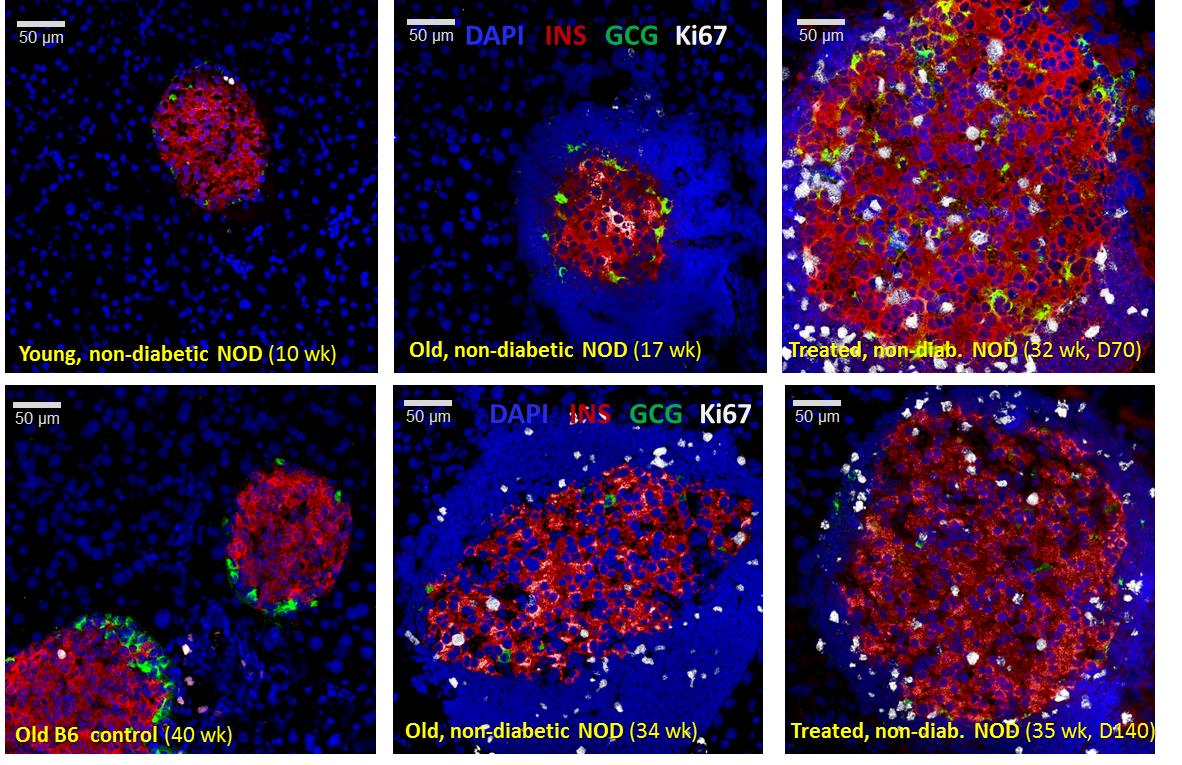 50 µm
50 µm DAPI INS GCG Ki67
50 µm
Young, non-diabetic NOD (10 wk)
Old, non-diabetic NOD (17 wk)
Treated, non-diab. NOD (32 wk, D70)
50 µm
50 µm DAPI INS GCG Ki67
50 µm
Old B6 control (40 wk)
Old, non-diabetic NOD (34 wk)
Treated, non-diab. NOD (35 wk, D140)